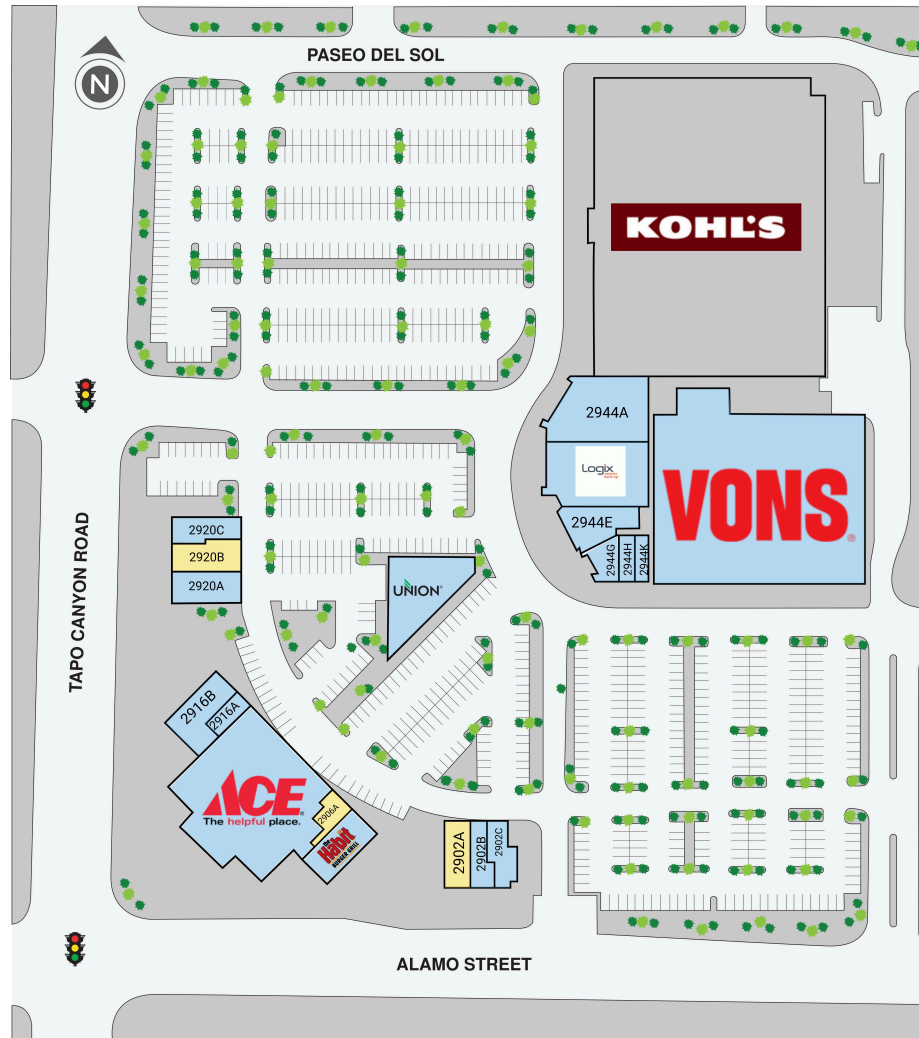 PASEO DEL SOL
N
KOHL'S
2944A
Logix
VONS®
2944E
2944G
2944H
2944K
TAPO CANYON ROAD
2920C
2920B
2920A
UNION®
2916B
2916A
ACE®
The helpful place.
2906A
The
Habit
BURGER GRILL
2902A
2902B
2902C
ALAMO STREET